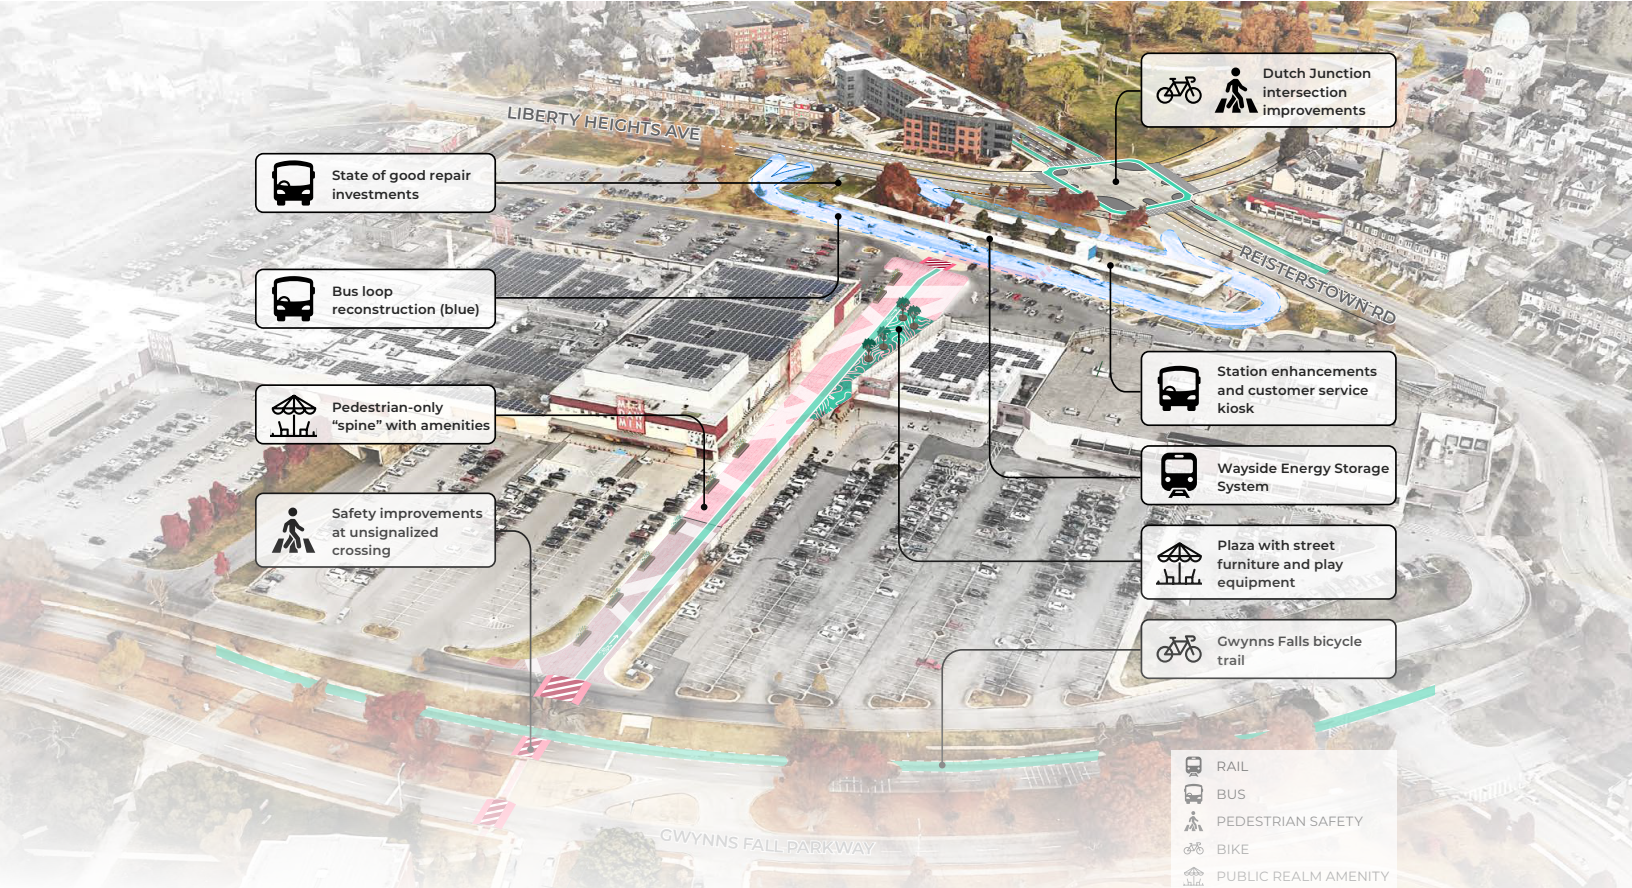 Dutch Junction
intersection
improvements
LIBERTY HEIGHTS AVE
State of good repair
investments
REISTERSTOWN RD
Bus loop
reconstruction (blue)
Station enhancements
and customer service
kiosk
Pedestrian-only
“spine” with amenities
Wayside Energy Storage
System
Safety improvements
at unsignalized
crossing
Plaza with street
furniture and play
equipment
Gwynns Falls bicycle
trail
RAIL
BUS
PEDESTRIAN SAFETY
BIKE
PUBLIC REALM AMENITY
GWYNNS FALL PARKWAY